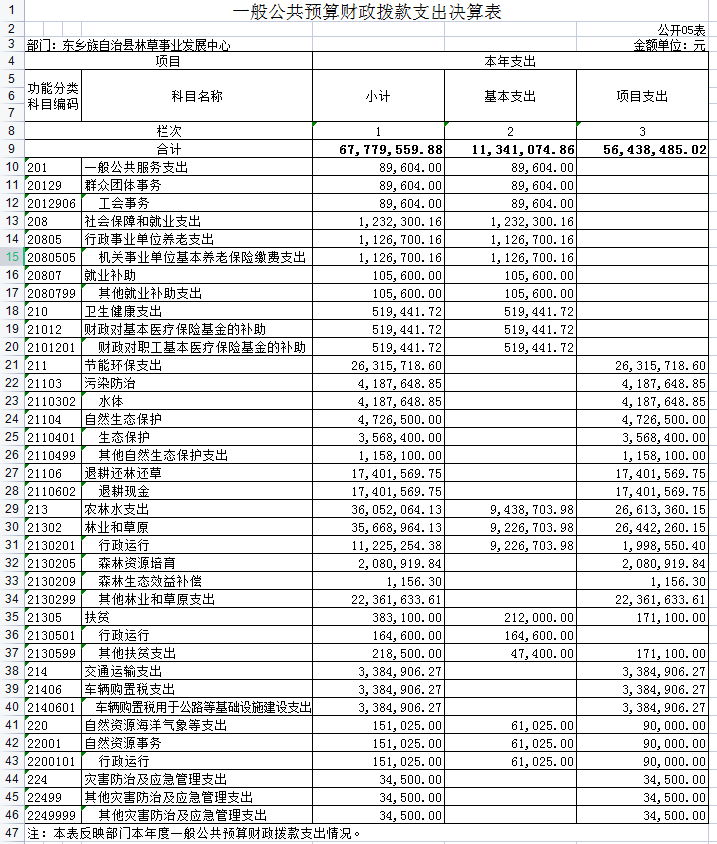 1 一般公共预算财政拨款支出决算表
2 公开05表
3 部门：东乡族自治县林草事业发展中心 金额单位：元
4 项目 本年支出
5
6 功能分类科目编码 科目名称 小计 基本支出 项目支出
7
8 栏次 1 2 3
9 合计 67,779,559.88 11,341,074.86 56,438,485.02
10 201 一般公共服务支出 89,604.00 89,604.00
11 20129 群众团体事务 89,604.00 89,604.00
12 2012906 工会事务 89,604.00 89,604.00
13 208 社会保障和就业支出 1,232,300.16 1,232,300.16
14 20805 行政事业单位养老支出 1,126,700.16 1,126,700.16
15 2080505 机关事业单位基本养老保险缴费支出 1,126,700.16 1,126,700.16
16 20807 就业补助 105,600.00 105,600.00
17 2080799 其他就业补助支出 105,600.00 105,600.00
18 210 卫生健康支出 519,441.72 519,441.72
19 21012 财政对基本医疗保险基金的补助 519,441.72 519,441.72
20 2101201 财政对职工基本医疗保险基金的补助 519,441.72 519,441.72
21 211 节能环保支出 26,315,718.60 26,315,718.60
22 21103 污染防治 4,187,648.85 4,187,648.85
23 2110302 水体 4,187,648.85 4,187,648.85
24 21104 自然生态保护 4,726,500.00 4,726,500.00
25 2110401 生态保护 3,568,400.00 3,568,400.00
26 2110499 其他自然生态保护支出 1,158,100.00 1,158,100.00
27 21106 退耕还林还草 17,401,569.75 17,401,569.75
28 2110602 退耕现金 17,401,569.75 17,401,569.75
29 213 农林水支出 36,052,064.13 9,438,703.98 26,613,360.15
30 21302 林业和草原 35,668,964.13 9,226,703.98 26,442,260.15
31 2130201 行政运行 11,225,254.38 9,226,703.98 1,998,550.40
32 2130205 森林资源培育 2,080,919.84 2,080,919.84
33 2130209 森林生态效益补偿 1,156.30 1,156.30
34 2130299 其他林业和草原支出 22,361,633.61 22,361,633.61
35 21305 扶贫 383,100.00 212,000.00 171,100.00
36 2130501 行政运行 164,600.00 164,600.00
37 2130599 其他扶贫支出 218,500.00 47,400.00 171,100.00
38 214 交通运输支出 3,384,906.27 3,384,906.27
39 21406 车辆购置税支出 3,384,906.27 3,384,906.27
40 2140601 车辆购置税用于公路等基础设施建设支出 3,384,906.27 3,384,906.27
41 220 自然资源海洋气象等支出 151,025.00 61,025.00 90,000.00
42 22001 自然资源事务 151,025.00 61,025.00 90,000.00
43 2200101 行政运行 151,025.00 61,025.00 90,000.00
44 224 灾害防治及应急管理支出 34,500.00 34,500.00
45 22499 其他灾害防治及应急管理支出 34,500.00 34,500.00
46 2249999 其他灾害防治及应急管理支出 34,500.00 34,500.00
47 注：本表反映部门本年度一般公共预算财政拨款支出情况。